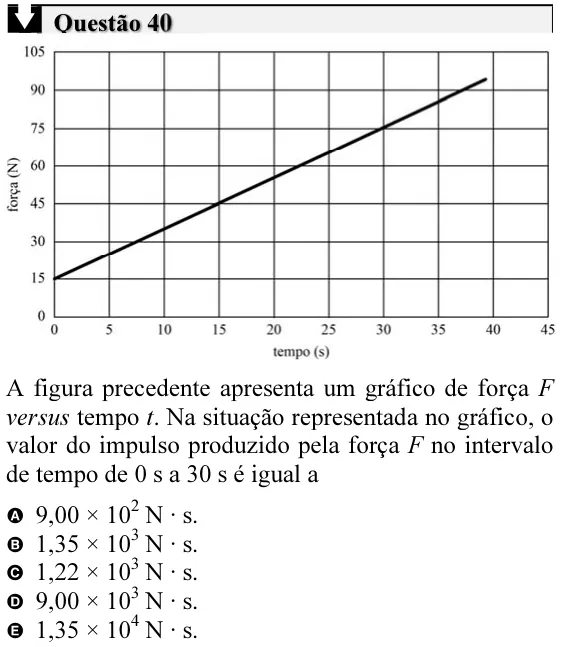 Questão 40
105
90
75
60
45
30
15
0
força (N)
0 5 10 15 20 25 30 35 40 45
tempo (s)
A figura precedente apresenta um gráfico de força F
versus tempo t. Na situação representada no gráfico, o
valor do impulso produzido pela força F no intervalo
de tempo de 0 s a 30 s é igual a
A 9,00 × 10² N · s.
B 1,35 × 10³ N · s.
C 1,22 × 10³ N · s.
D 9,00 × 10³ N · s.
E 1,35 × 10⁴ N · s.